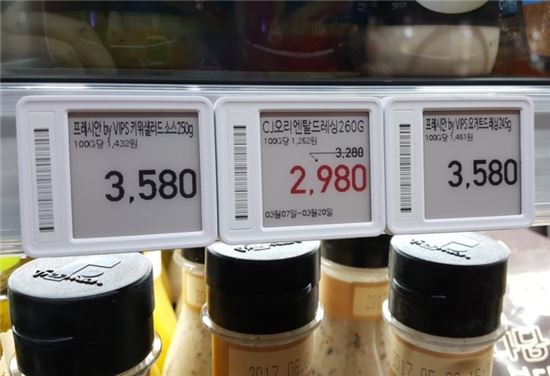 프레시안 by VIPS 키위샐러드소스250g
100G당 1,432원
3,580
CJ오리엔탈드레싱260G
100G당 1,262원
3,280
2,980
03월07일~03월20일
프레시안 by VIPS 요거트드레싱245g
100G당 1,461원
3,580
2017
2017